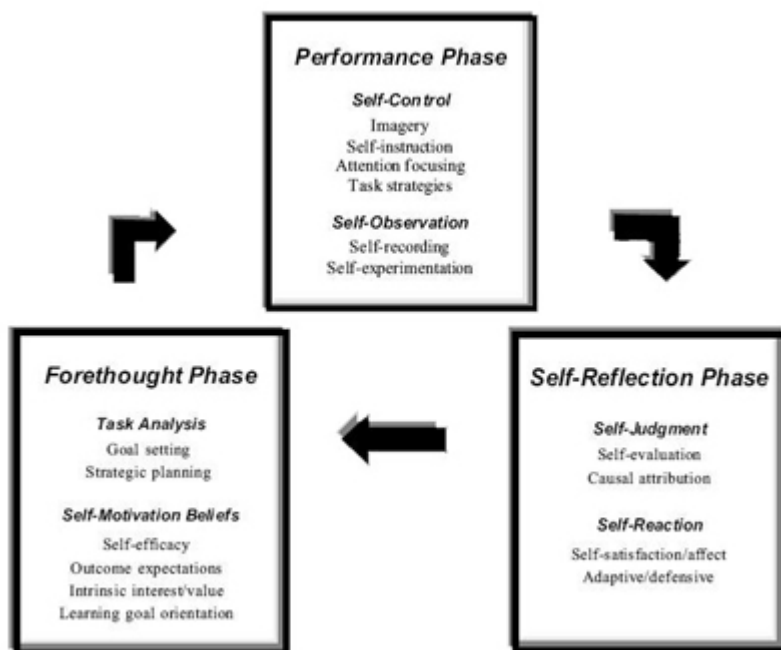 Performance Phase
Self-Control
Imagery
Self-instruction
Attention focusing
Task strategies
Self-Observation
Self-recording
Self-experimentation
Forethought Phase
Task Analysis
Goal setting
Strategic planning
Self-Motivation Beliefs
Self-efficacy
Outcome expectations
Intrinsic interest/value
Learning goal orientation
Self-Reflection Phase
Self-Judgment
Self-evaluation
Causal attribution
Self-Reaction
Self-satisfaction/affect
Adaptive/defensive